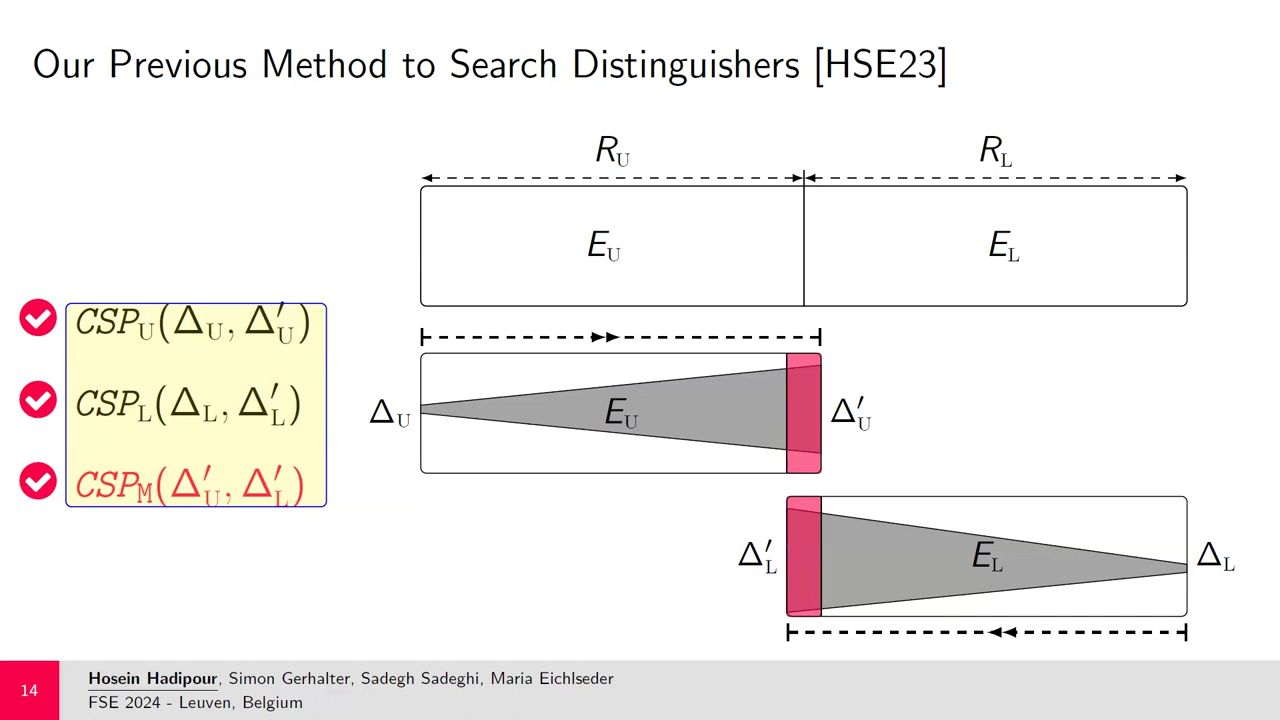 Our Previous Method to Search Distinguishers [HSE23]
R_U R_L
E_U E_L
CSP_U(Δ_U, Δ′_U)
CSP_L(Δ_L, Δ′_L)
CSP_M(Δ′_U, Δ′_L)
Δ_U E_U Δ′_U
Δ′_L E_L Δ_L
14
Hosein Hadipour, Simon Gerhalter, Sadegh Sadeghi, Maria Eichlseder
FSE 2024 - Leuven, Belgium